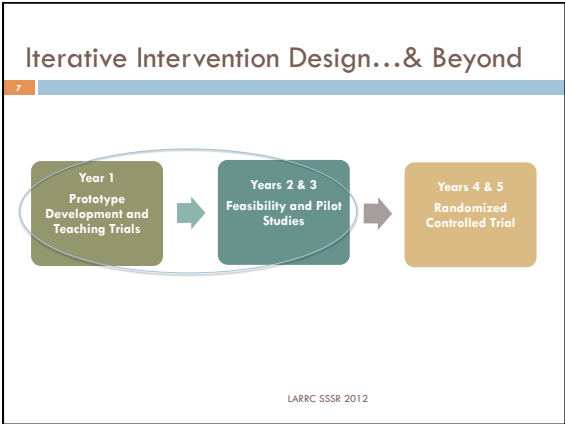 Iterative Intervention Design...& Beyond
7
Year 1
Prototype
Development and
Teaching Trials
Years 2 & 3
Feasibility and Pilot
Studies
Years 4 & 5
Randomized
Controlled Trial
LARRC SSSR 2012